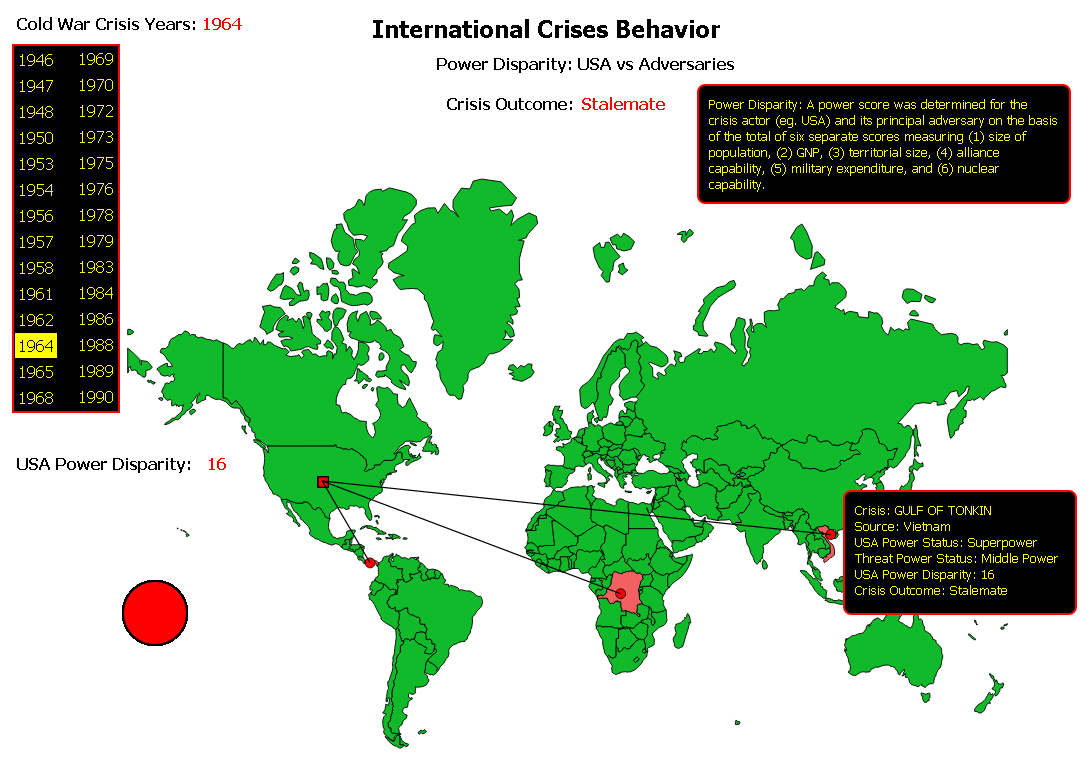 Cold War Crisis Years: 1964
International Crises Behavior
Power Disparity: USA vs Adversaries
Crisis Outcome: Stalemate
Power Disparity: A power score was determined for the
crisis actor (eg. USA) and its principal adversary on the basis
of the total of six separate scores measuring (1) size of
population, (2) GNP, (3) territorial size, (4) alliance
capability, (5) military expenditure, and (6) nuclear
capability.
1946 1969
1947 1970
1948 1972
1950 1973
1953 1975
1954 1976
1956 1978
1957 1979
1958 1983
1961 1984
1962 1986
1964 1988
1965 1989
1968 1990
USA Power Disparity: 16
Crisis: GULF OF TONKIN
Source: Vietnam
USA Power Status: Superpower
Threat Power Status: Middle Power
USA Power Disparity: 16
Crisis Outcome: Stalemate